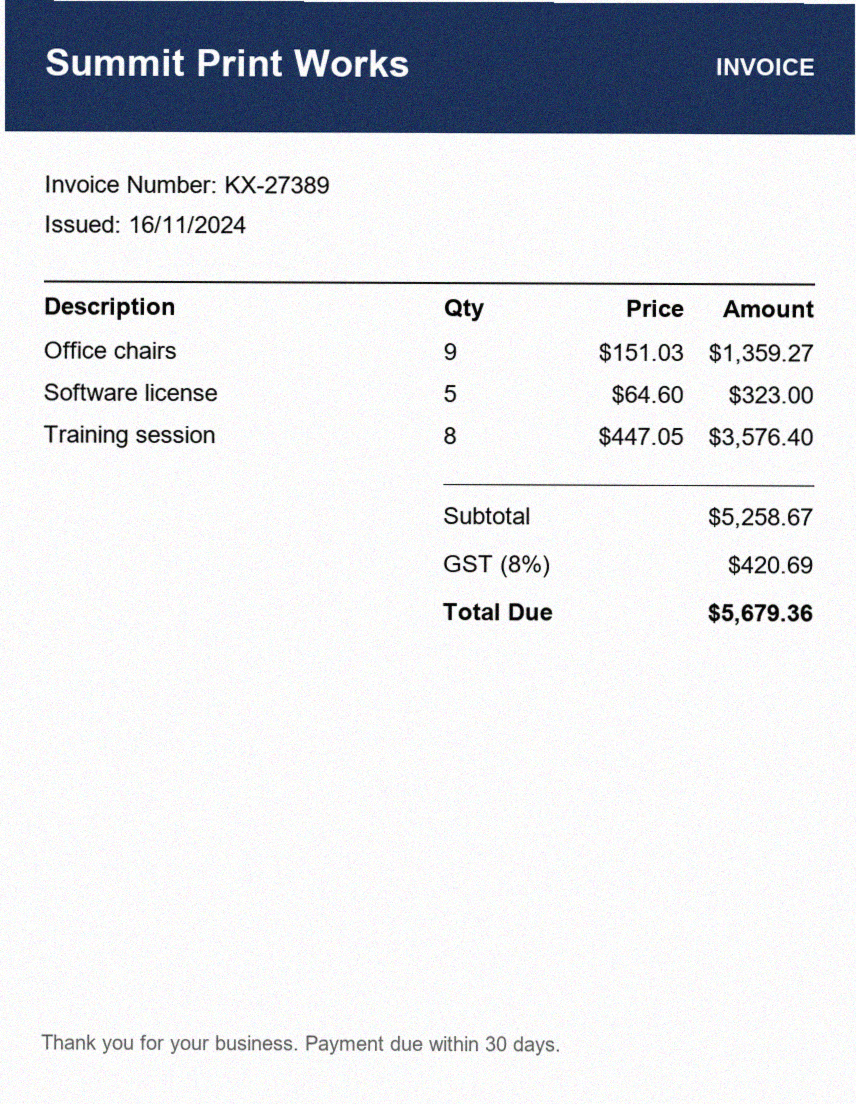 Summit Print Works INVOICE
Invoice Number: KX-27389
Issued: 16/11/2024
Description Qty Price Amount
Office chairs 9 $151.03 $1,359.27
Software license 5 $64.60 $323.00
Training session 8 $447.05 $3,576.40
Subtotal $5,258.67
GST (8%) $420.69
Total Due $5,679.36
Thank you for your business. Payment due within 30 days.